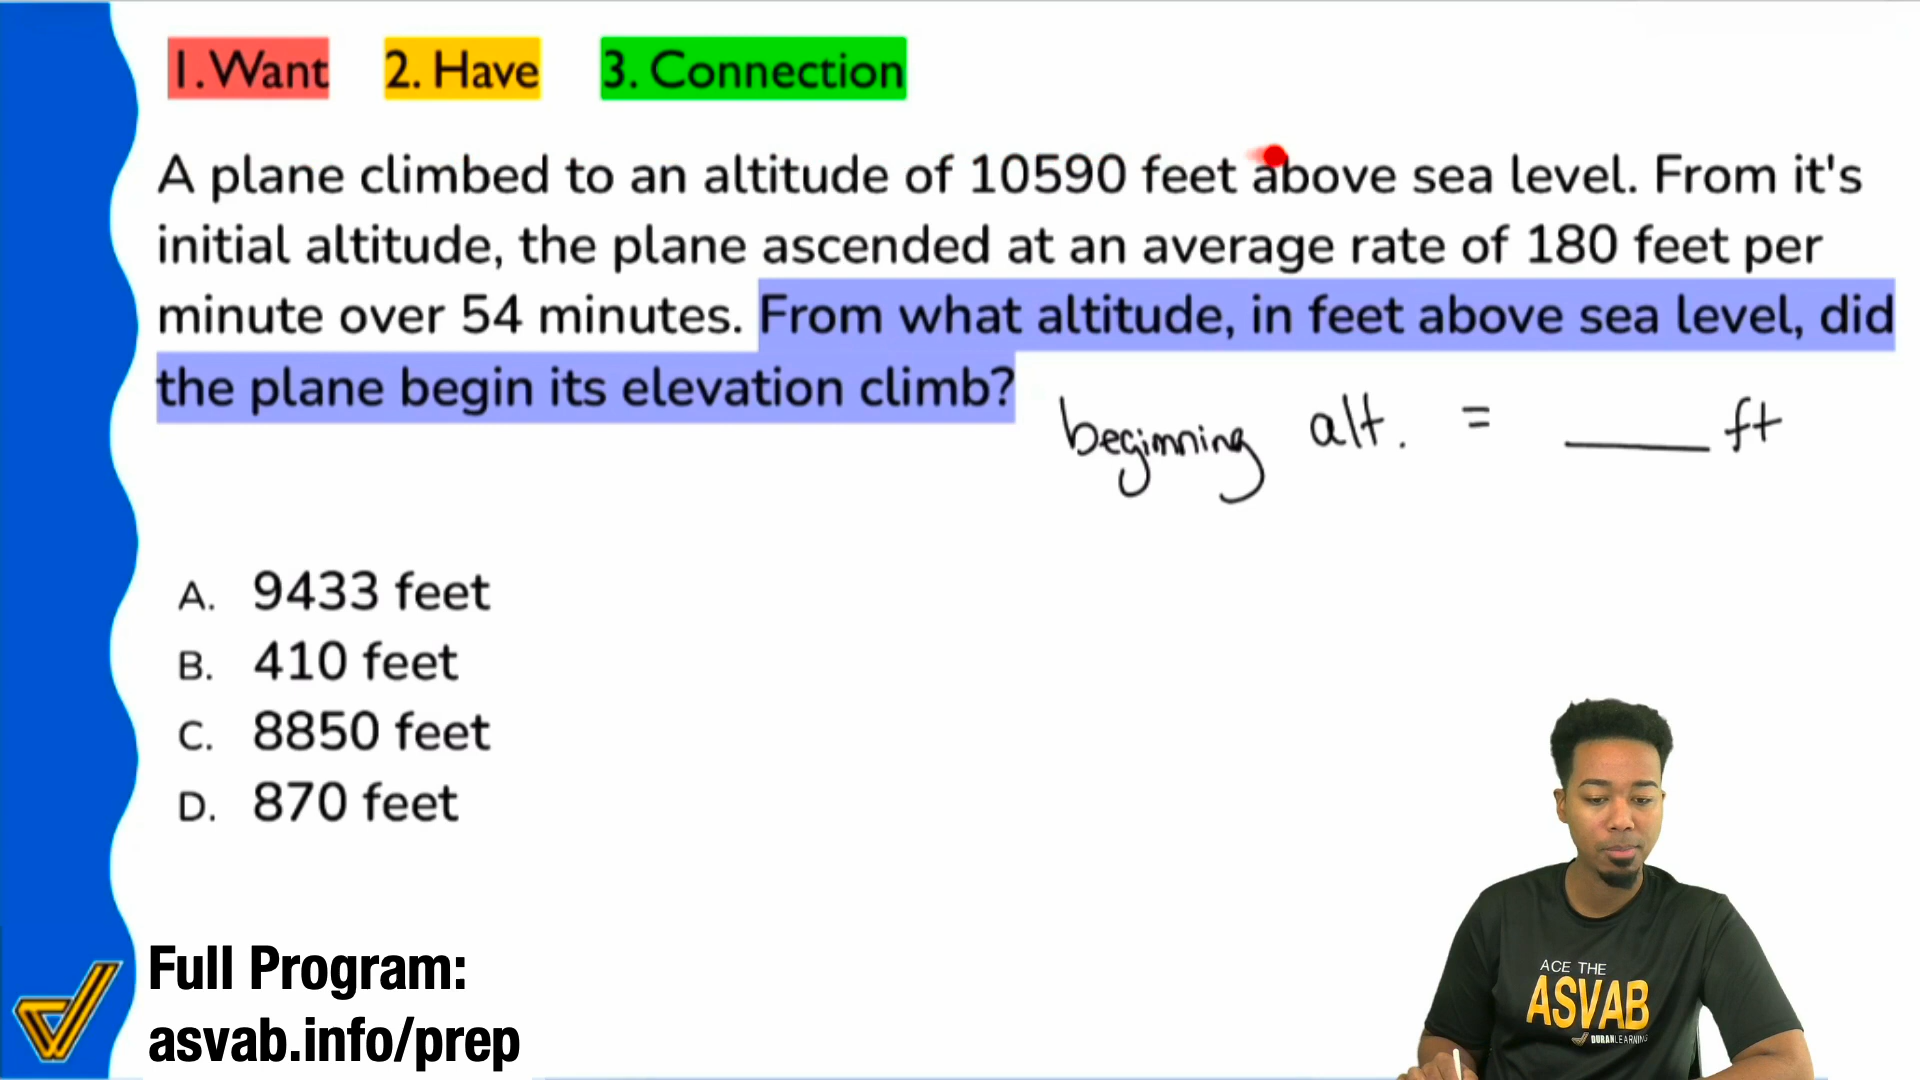 1. Want 2. Have 3. Connection
A plane climbed to an altitude of 10590 feet above sea level. From it's
initial altitude, the plane ascended at an average rate of 180 feet per
minute over 54 minutes. From what altitude, in feet above sea level, did
the plane begin its elevation climb?
beginning alt. = ____ ft
A. 9433 feet
B. 410 feet
C. 8850 feet
D. 870 feet
Full Program:
asvab.info/prep
ACE THE
ASVAB
DURANLEARNING